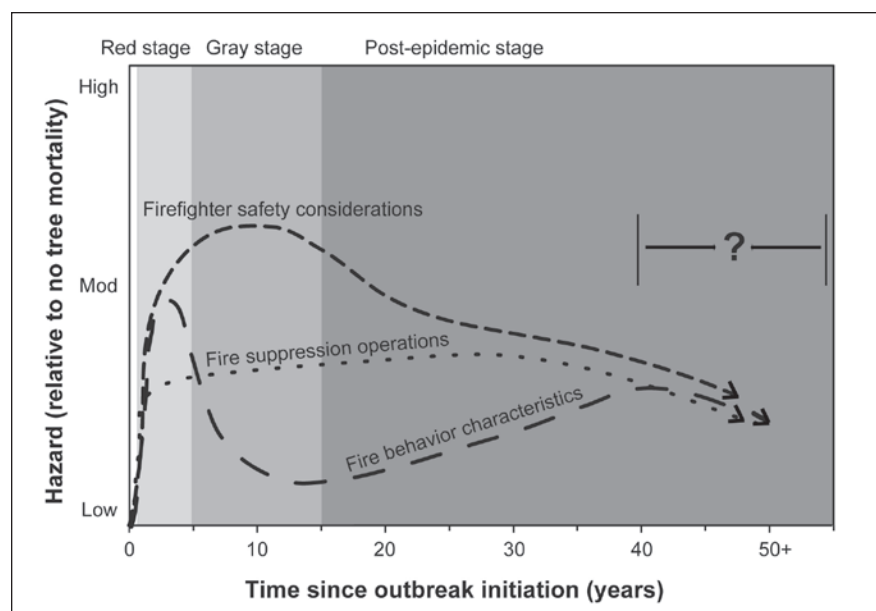 Red stage Gray stage Post-epidemic stage
High
Firefighter safety considerations
?
Mod
Fire suppression operations
Fire behavior characteristics
Low
Hazard (relative to no tree mortality)
0 10 20 30 40 50+
Time since outbreak initiation (years)